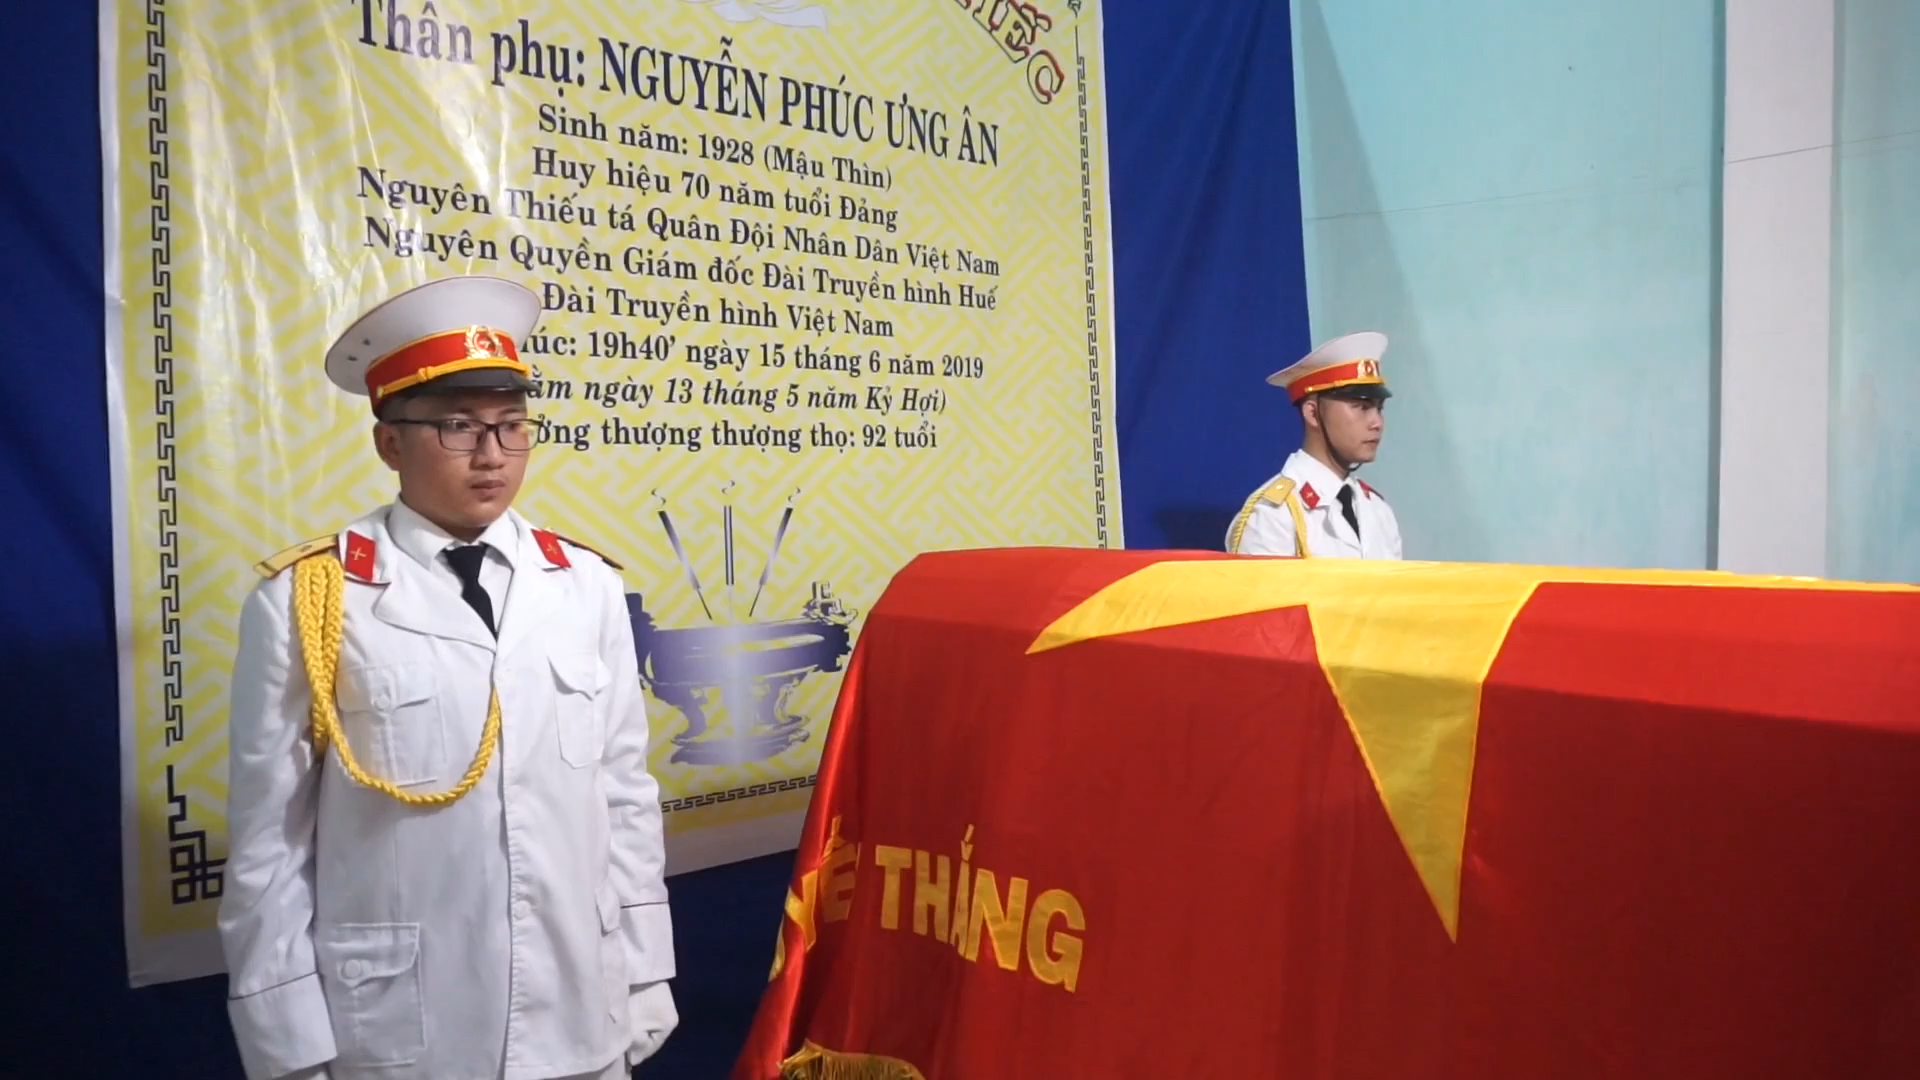 Thân phụ: NGUYỄN PHÚC ƯNG ÂN
Sinh năm: 1928 (Mậu Thìn)
Huy hiệu 70 năm tuổi Đảng
Nguyên Thiếu tá Quân Đội Nhân Dân Việt Nam
Nguyên Quyền Giám đốc Đài Truyền hình Huế
Đài Truyền hình Việt Nam
19h40’ ngày 15 tháng 6 năm 2019
ngày 13 tháng 5 năm Kỷ Hợi)
thượng thượng thọ: 92 tuổi
THẮNG